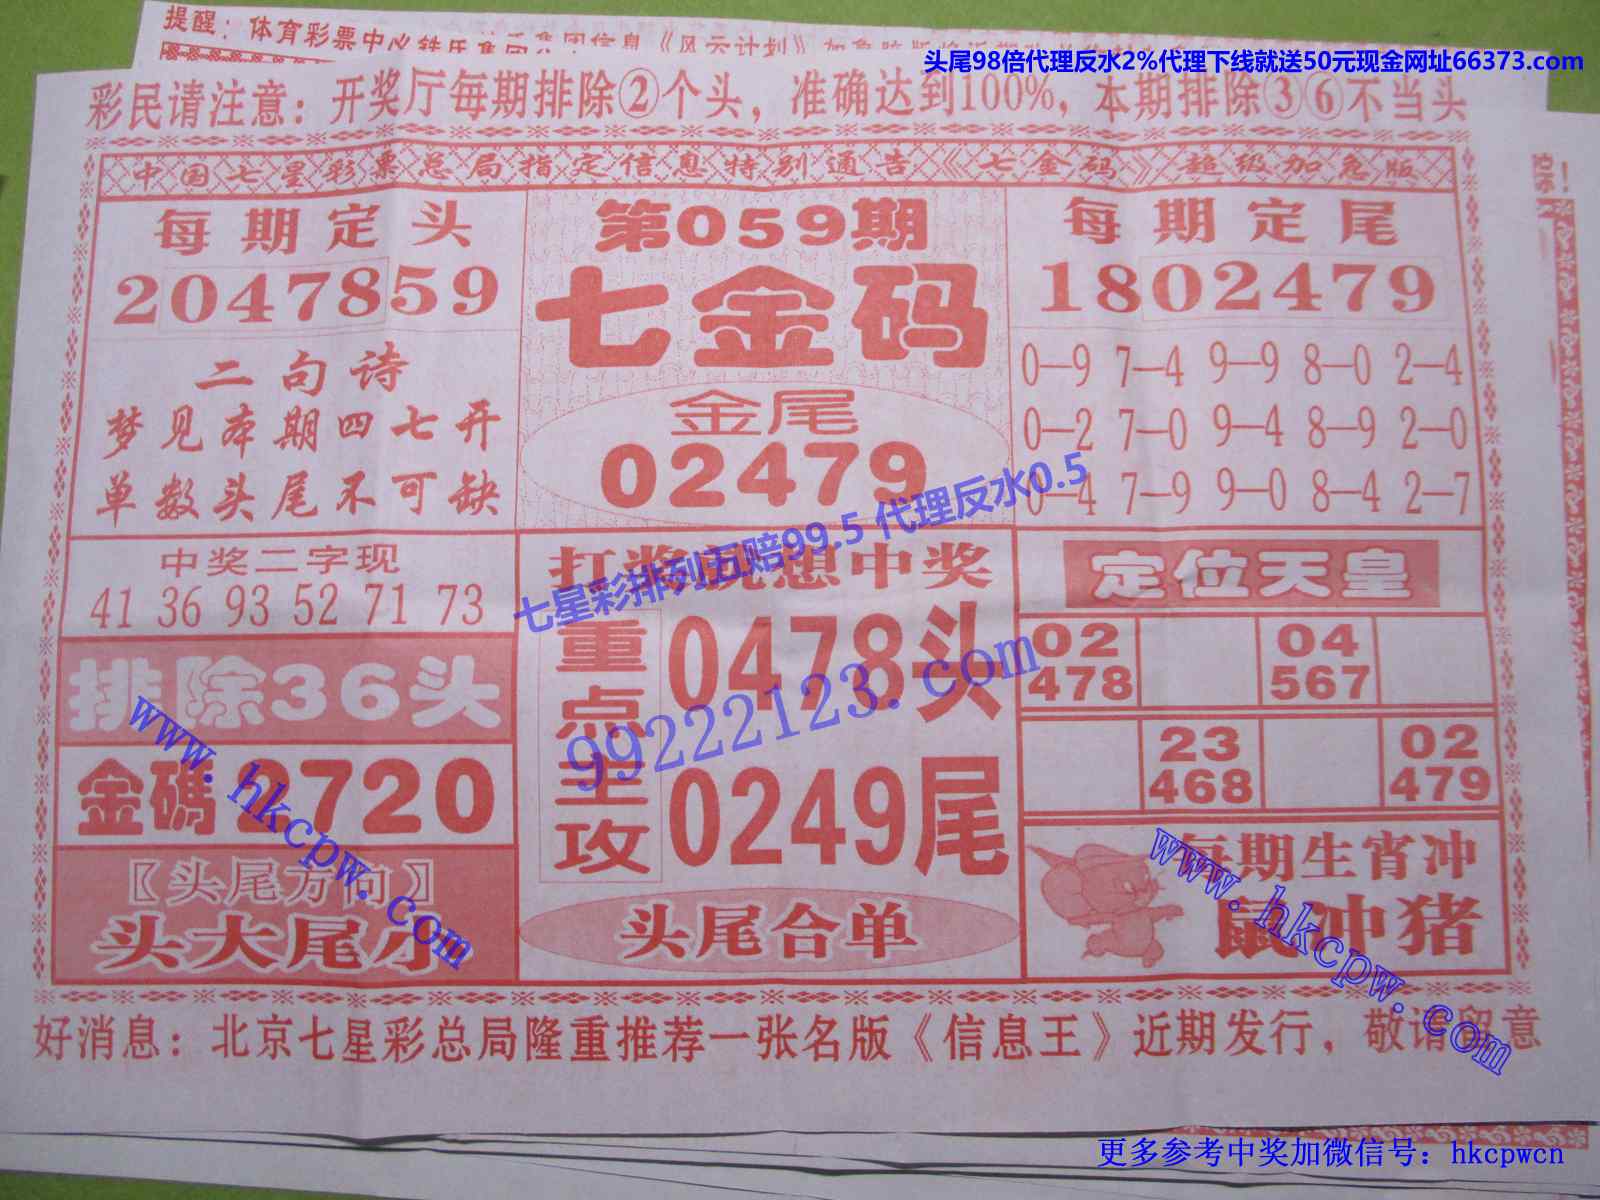 提醒：体育彩票中心
头尾98倍代理反水2%代理下线就送50元现金网址66373.com
彩民请注意：开奖厅每期排除②个头，准确达到100%，本期排除③⑥不当头
中国七星彩票总局指定信息特别通告《七金码》超级加急版
每期定头
2047859
二句诗
梦见本期四七开
单数头尾不可缺
第059期
七金码
金尾
02479
每期定尾
1802479
0—9 7—4 9—9 8—0 2—4
0—2 7—0 9—4 8—9 2—0
0—4 7—9 9—0 8—4 2—7
七星彩排列五赔99.5 代理反水0.5
中奖二字现
41 36 93 52 71 73
排除36头
金碼2720
〖头尾方向〗
头大尾小
中奖
重点主攻
0478头
0249尾
头尾合单
99222123.com
定位天皇
02
478
04
567
23
468
02
479
每期生肖冲
鼠冲猪
www.hkcpw.com
www.hkcpw.com
好消息：北京七星彩总局隆重推荐一张名版《信息王》近期发行，敬请留意
更多参考中奖加微信号：hkcpwcn